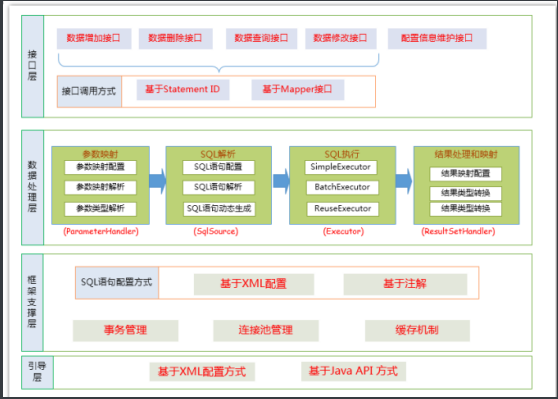 接口层
数据增加接口 数据删除接口 数据查询接口 数据修改接口 配置信息维护接口
接口调用方式 基于Statement ID 基于Mapper接口
数据处理层
参数映射 SQL解析 SQL执行 结果处理和映射
参数映射配置 SQL语句配置 SimpleExecutor 结果映射配置
参数映射解析 SQL语句解析 BatchExecutor 结果类型转换
参数类型解析 SQL语句动态生成 ReuseExecutor 结果类型转换
(ParameterHandler) (SqlSource) (Executor) (ResultSetHandler)
框架支撑层
SQL语句配置方式 基于XML配置 基于注解
事务管理 连接池管理 缓存机制
引导层
基于XML配置方式 基于Java API 方式